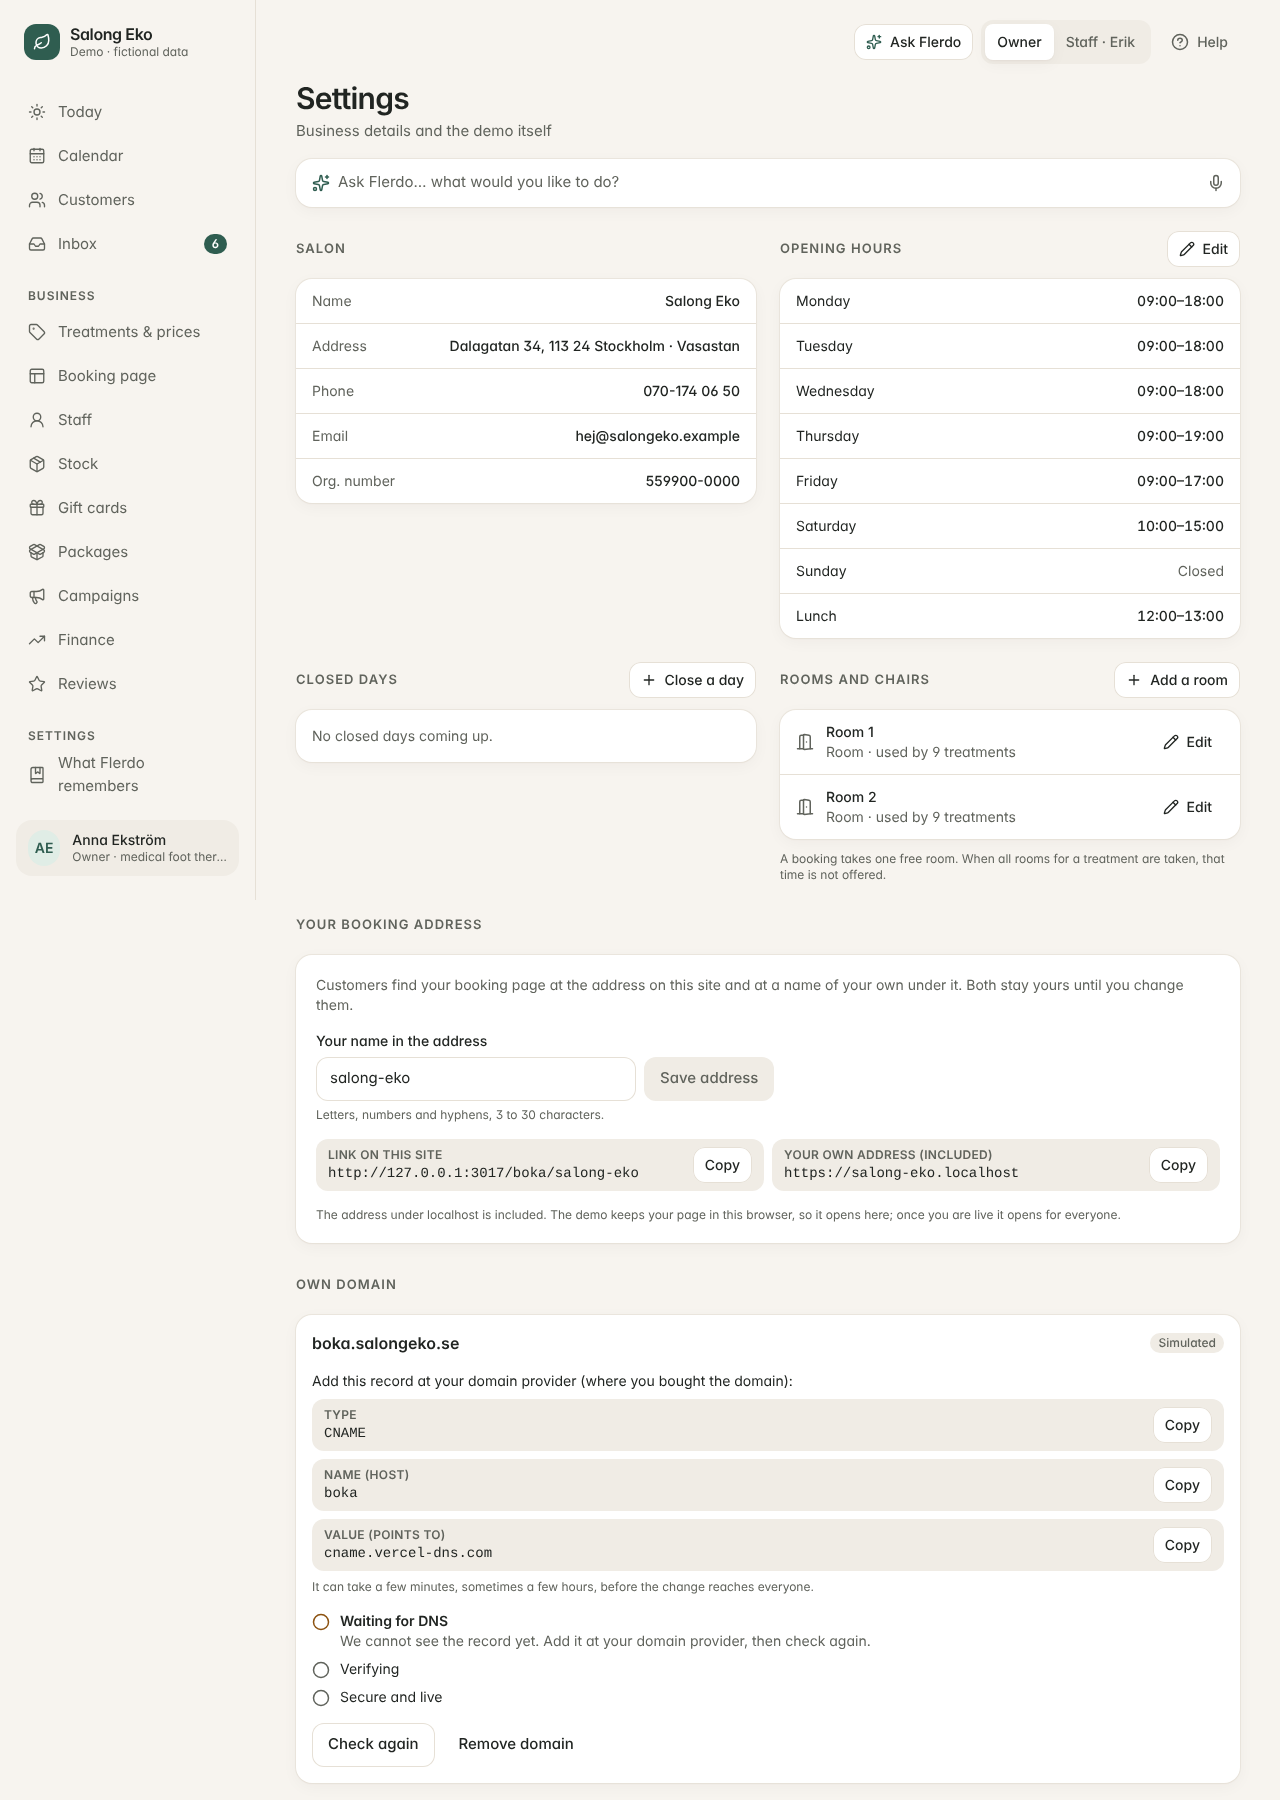 Salong Eko
Demo · fictional data
Today
Calendar
Customers
Inbox
6
BUSINESS
Treatments & prices
Booking page
Staff
Stock
Gift cards
Packages
Campaigns
Finance
Reviews
SETTINGS
What Flerdo
remembers
AE
Anna Ekström
Owner · medical foot ther...
Ask Flerdo
Owner
Staff · Erik
Help
Settings
Business details and the demo itself
Ask Flerdo... what would you like to do?
SALON
Name
Salong Eko
Address
Dalagatan 34, 113 24 Stockholm · Vasastan
Phone
070-174 06 50
Email
hej@salongeko.example
Org. number
559900-0000
OPENING HOURS
Edit
Monday
09:00–18:00
Tuesday
09:00–18:00
Wednesday
09:00–18:00
Thursday
09:00–19:00
Friday
09:00–17:00
Saturday
10:00–15:00
Sunday
Closed
Lunch
12:00–13:00
CLOSED DAYS
Close a day
No closed days coming up.
ROOMS AND CHAIRS
Add a room
Room 1
Room · used by 9 treatments
Edit
Room 2
Room · used by 9 treatments
Edit
A booking takes one free room. When all rooms for a treatment are taken, that
time is not offered.
YOUR BOOKING ADDRESS
Customers find your booking page at the address on this site and at a name of your own under it. Both stay yours until you change
them.
Your name in the address
salong-eko
Save address
Letters, numbers and hyphens, 3 to 30 characters.
LINK ON THIS SITE
http://127.0.0.1:3017/boka/salong-eko
Copy
YOUR OWN ADDRESS (INCLUDED)
https://salong-eko.localhost
Copy
The address under localhost is included. The demo keeps your page in this browser, so it opens here; once you are live it opens for everyone.
OWN DOMAIN
boka.salongeko.se
Simulated
Add this record at your domain provider (where you bought the domain):
TYPE
CNAME
Copy
NAME (HOST)
boka
Copy
VALUE (POINTS TO)
cname.vercel-dns.com
Copy
It can take a few minutes, sometimes a few hours, before the change reaches everyone.
Waiting for DNS
We cannot see the record yet. Add it at your domain provider, then check again.
Verifying
Secure and live
Check again
Remove domain